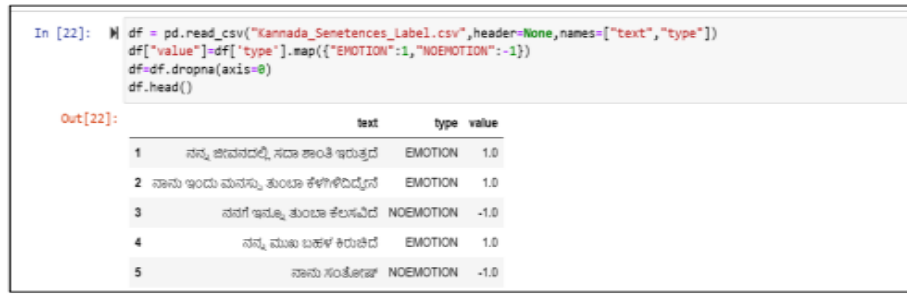 In [22]: df = pd.read_csv("Kannada_Senetences_Label.csv",header=None,names=["text","type"])
df["value"]=df['type'].map({"EMOTION":1,"NOEMOTION":-1})
df=df.dropna(axis=0)
df.head()
Out[22]:
text type value
1 ನನ್ನ ಜೀವನದಲ್ಲಿ ಸದಾ ಶಾಂತಿ ಇರುತ್ತದೆ EMOTION 1.0
2 ನಾನು ಇಂದು ಮನಸ್ಸು ತುಂಬಾ EMOTION 1.0
3 ನನಗೆ ಇನ್ನೂ ತುಂಬಾ ಕೆಲಸವಿದೆ NOEMOTION -1.0
4 ನನ್ನ ಮುಖ ಬಹಳ ಕಿರುಚಿದೆ EMOTION 1.0
5 ನಾನು ಸಂತೋಷ್ NOEMOTION -1.0